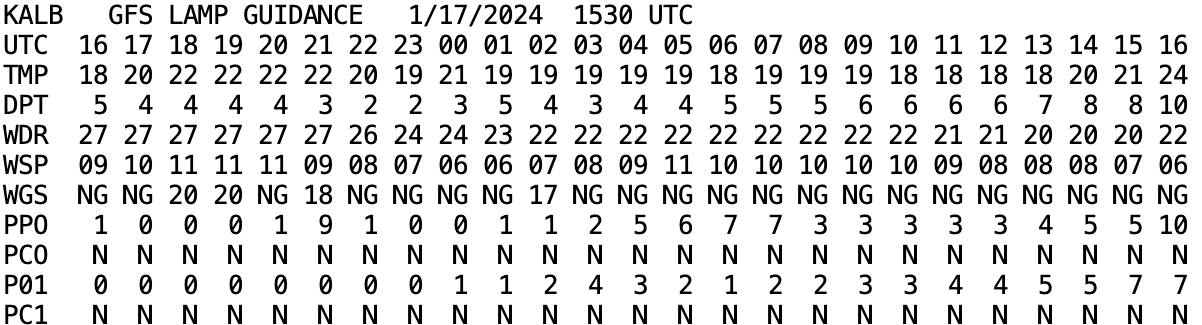 KALB   GFS LAMP GUIDANCE   1/17/2024  1530 UTC
UTC  16 17 18 19 20 21 22 23 00 01 02 03 04 05 06 07 08 09 10 11 12 13 14 15 16
TMP  18 20 22 22 22 22 20 19 21 19 19 19 19 19 18 19 19 19 18 18 18 18 20 21 24
DPT   5  4  4  4  4  3  2  2  3  5  4  3  4  4  5  5  5  6  6  6  6  7  8  8 10
WDR  27 27 27 27 27 27 26 24 24 23 22 22 22 22 22 22 22 22 22 21 21 20 20 20 22
WSP  09 10 11 11 11 09 08 07 06 06 07 08 09 11 10 10 10 10 10 09 08 08 08 07 06
WGS  NG NG 20 20 NG 18 NG NG NG NG 17 NG NG NG NG NG NG NG NG NG NG NG NG NG NG
PPO   1  0  0  0  1  9  1  0  0  1  1  2  5  6  7  7  3  3  3  3  3  4  5  5 10
PCO   N  N  N  N  N  N  N  N  N  N  N  N  N  N  N  N  N  N  N  N  N  N  N  N  N
P01   0  0  0  0  0  0  0  0  1  1  2  4  3  2  1  2  2  3  3  4  4  5  5  7  7
PC1   N  N  N  N  N  N  N  N  N  N  N  N  N  N  N  N  N  N  N  N  N  N  N  N  N